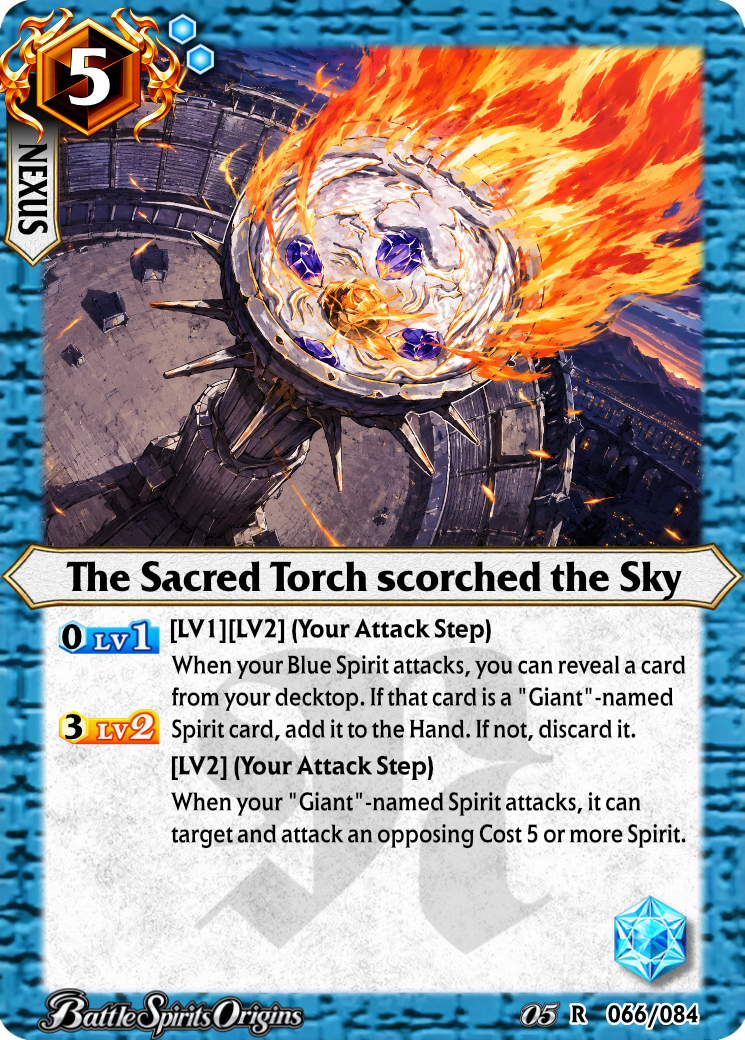 5
NEXUS
The Sacred Torch scorched the Sky
0 LV1
[LV1][LV2] (Your Attack Step)
When your Blue Spirit attacks, you can reveal a card
from your decktop. If that card is a "Giant"-named
3 LV2
Spirit card, add it to the Hand. If not, discard it.
[LV2] (Your Attack Step)
When your "Giant"-named Spirit attacks, it can
target and attack an opposing Cost 5 or more Spirit.
R
Battle Spirits Origins
05 R 066/084